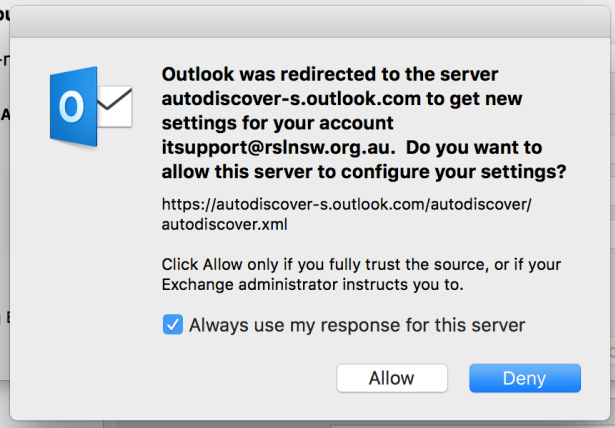 Outlook was redirected to the server
autodiscover-s.outlook.com to get new
settings for your account
itsupport@rslnsw.org.au.  Do you want to
allow this server to configure your settings?
https://autodiscover-s.outlook.com/autodiscover/
autodiscover.xml
Click Allow only if you fully trust the source, or if your
Exchange administrator instructs you to.
Always use my response for this server
Allow
Deny